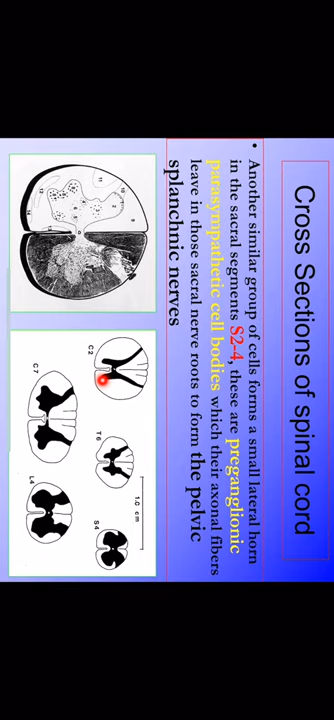 Cross Sections of spinal cord
• Another similar group of cells forms a small lateral horn
in the sacral segments S2-4, these are preganglionic
parasympathetic cell bodies which their axonal fibers
leave in those sacral nerve roots to form the pelvic
splanchnic nerves
C2
T6
1.0 cm
S4
C7
L4